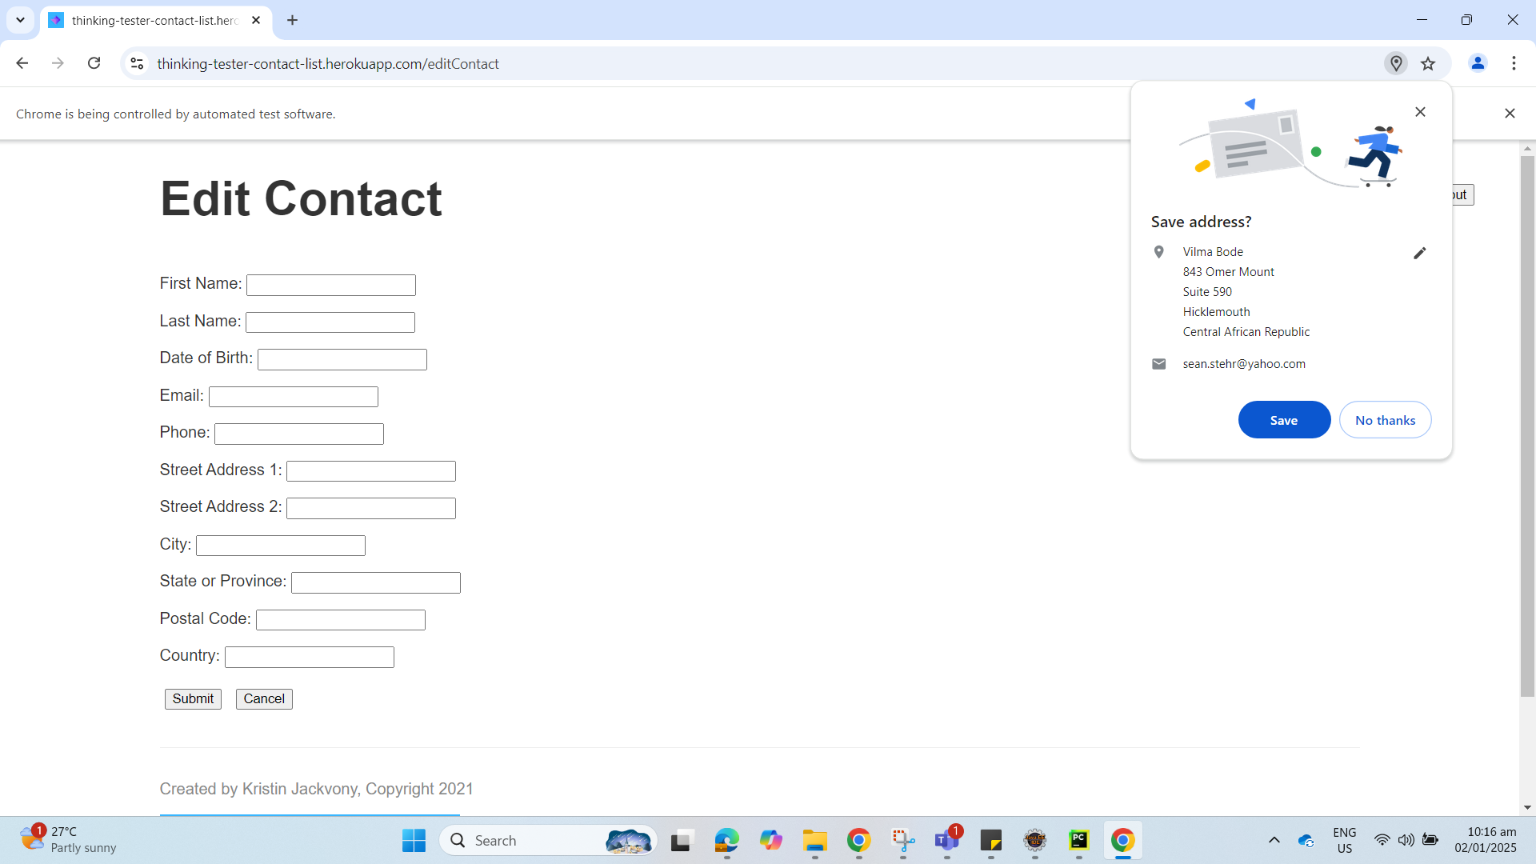 thinking-tester-contact-list.hero
thinking-tester-contact-list.herokuapp.com/editContact
Chrome is being controlled by automated test software.
Edit Contact
out
First Name:
Last Name:
Date of Birth:
Email:
Phone:
Street Address 1:
Street Address 2:
City:
State or Province:
Postal Code:
Country:
Submit
Cancel
Created by Kristin Jackvony, Copyright 2021
Save address?
Vilma Bode
843 Omer Mount
Suite 590
Hicklemouth
Central African Republic
sean.stehr@yahoo.com
Save
No thanks
1
27°C
Partly sunny
Search
1
PC
ENG
US
10:16 am
02/01/2025